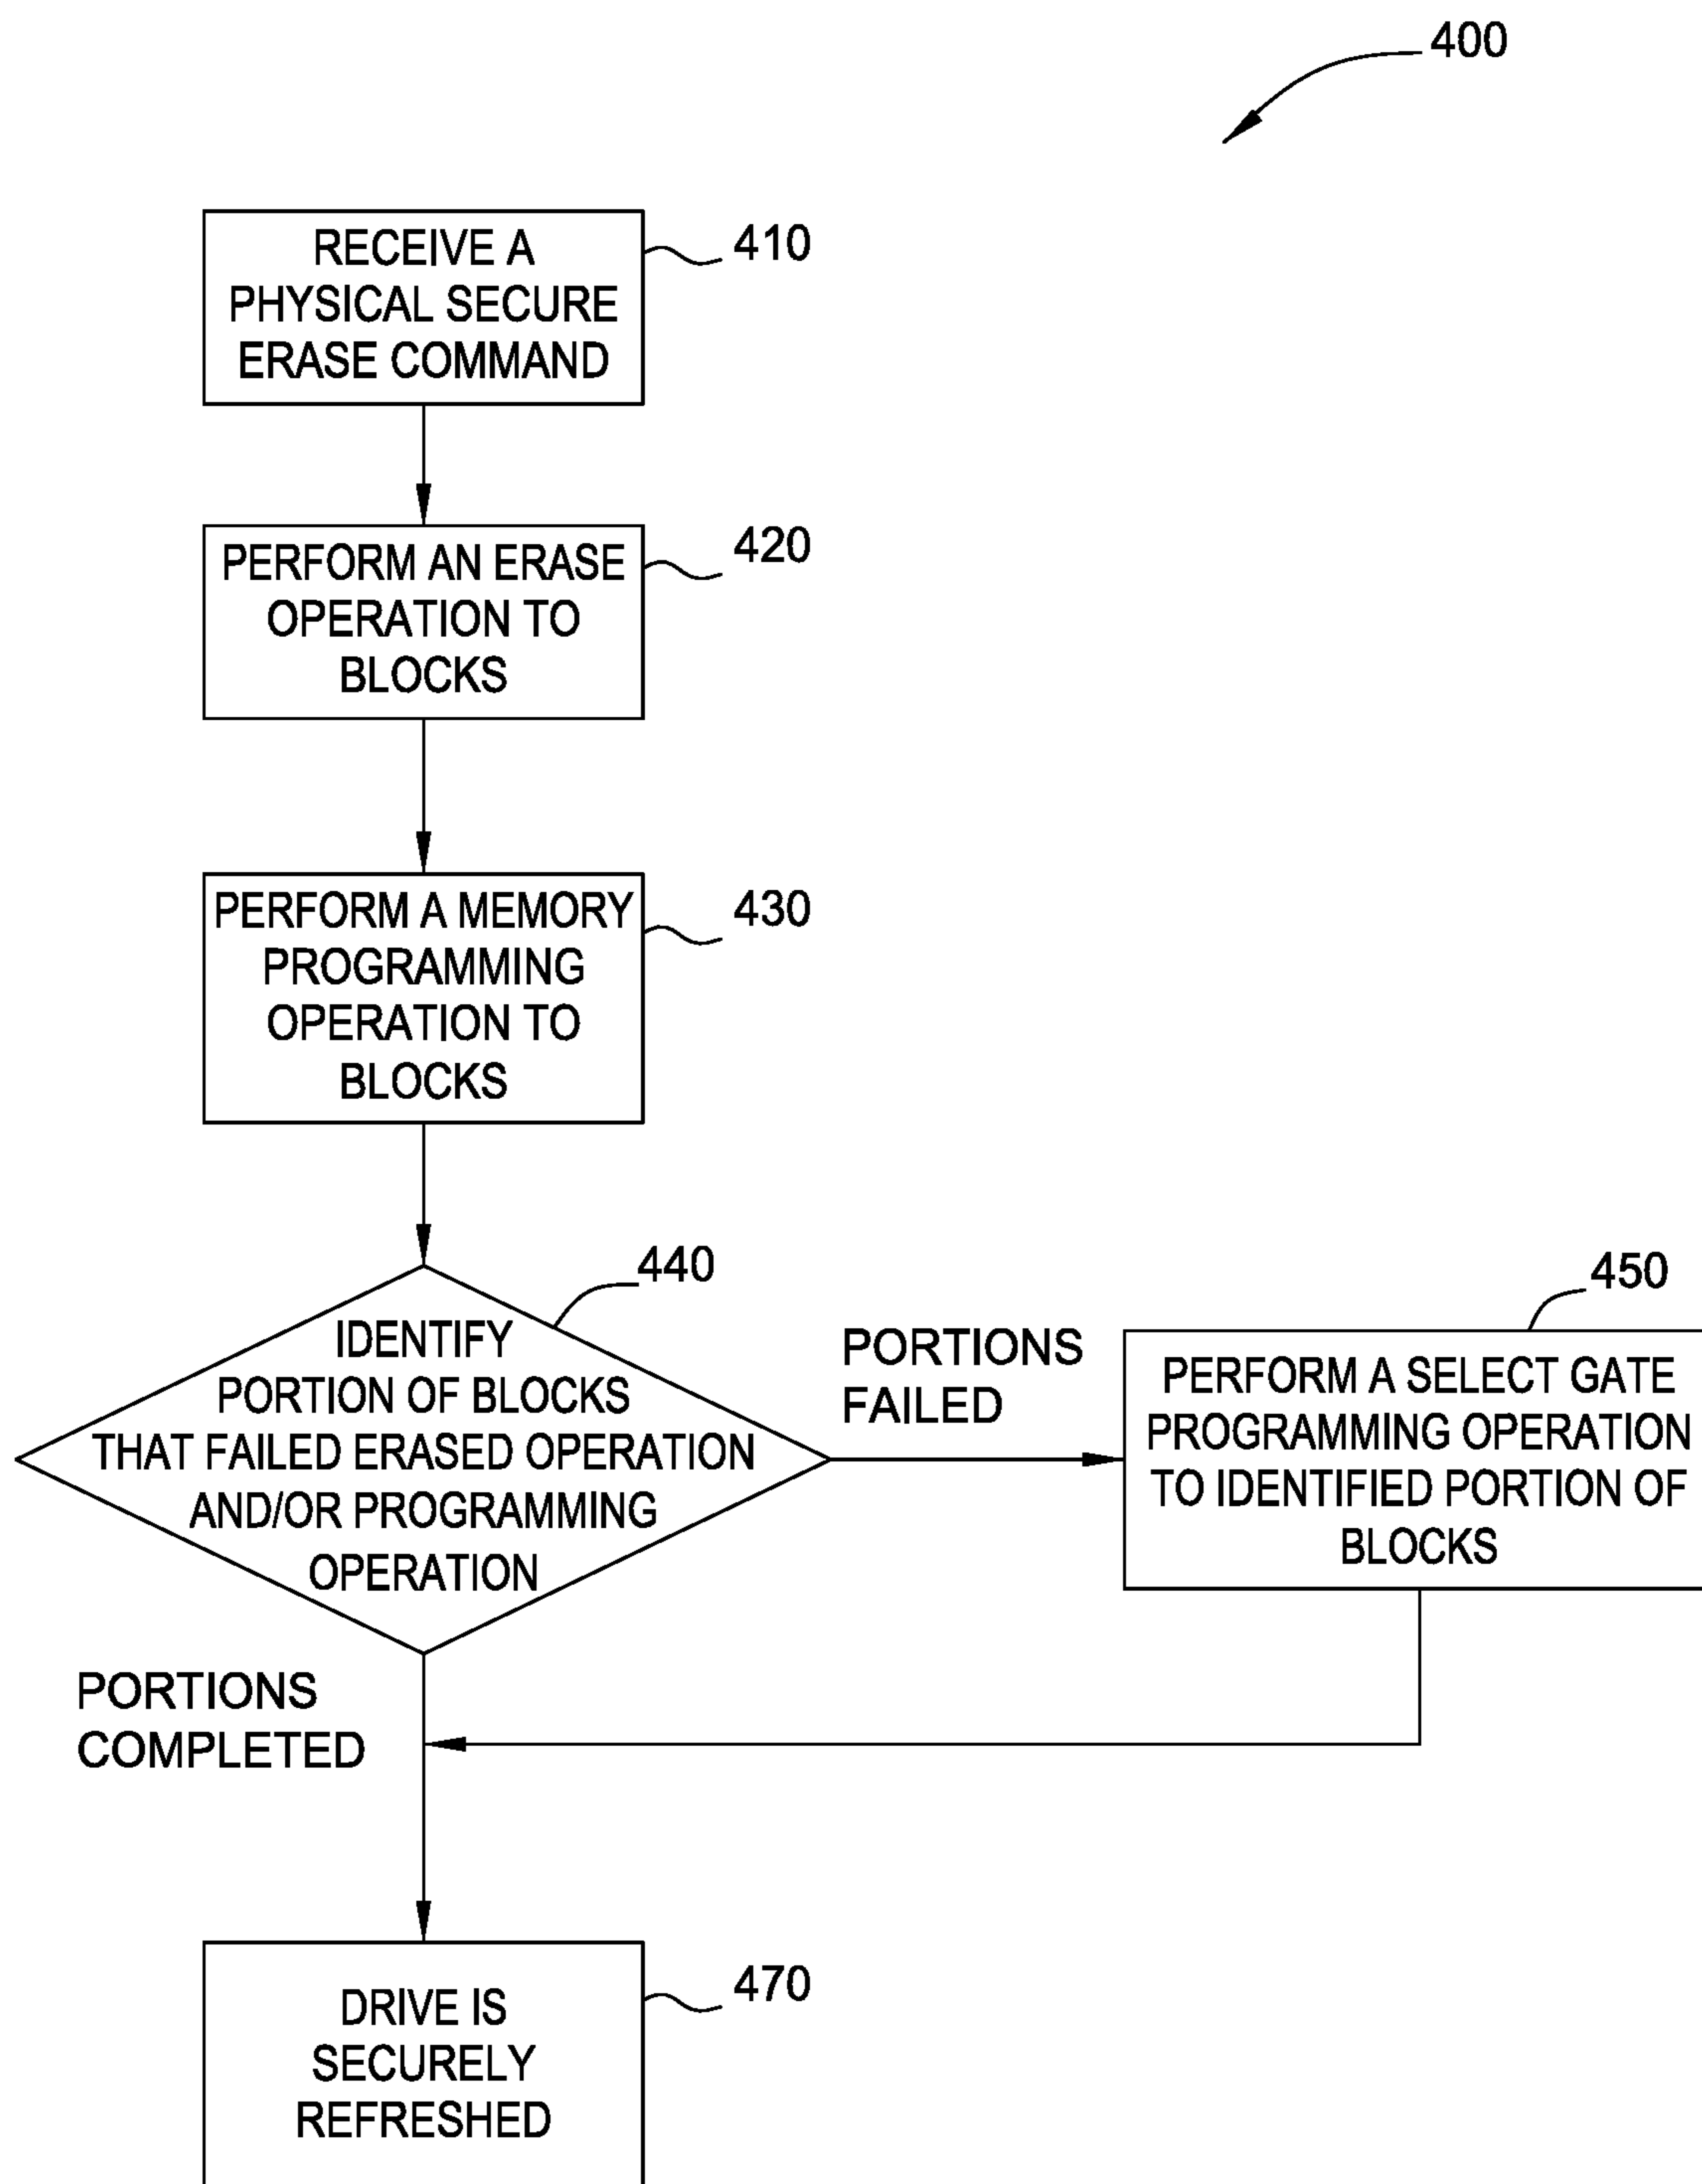 400
RECEIVE A
PHYSICAL SECURE
ERASE COMMAND
410
PERFORM AN ERASE
OPERATION TO
BLOCKS
420
PERFORM A MEMORY
PROGRAMMING
OPERATION TO
BLOCKS
430
IDENTIFY
PORTION OF BLOCKS
THAT FAILED ERASED OPERATION
AND/OR PROGRAMMING
OPERATION
440
PORTIONS
FAILED
PERFORM A SELECT GATE
PROGRAMMING OPERATION
TO IDENTIFIED PORTION OF
BLOCKS
450
PORTIONS
COMPLETED
DRIVE IS
SECURELY
REFRESHED
470